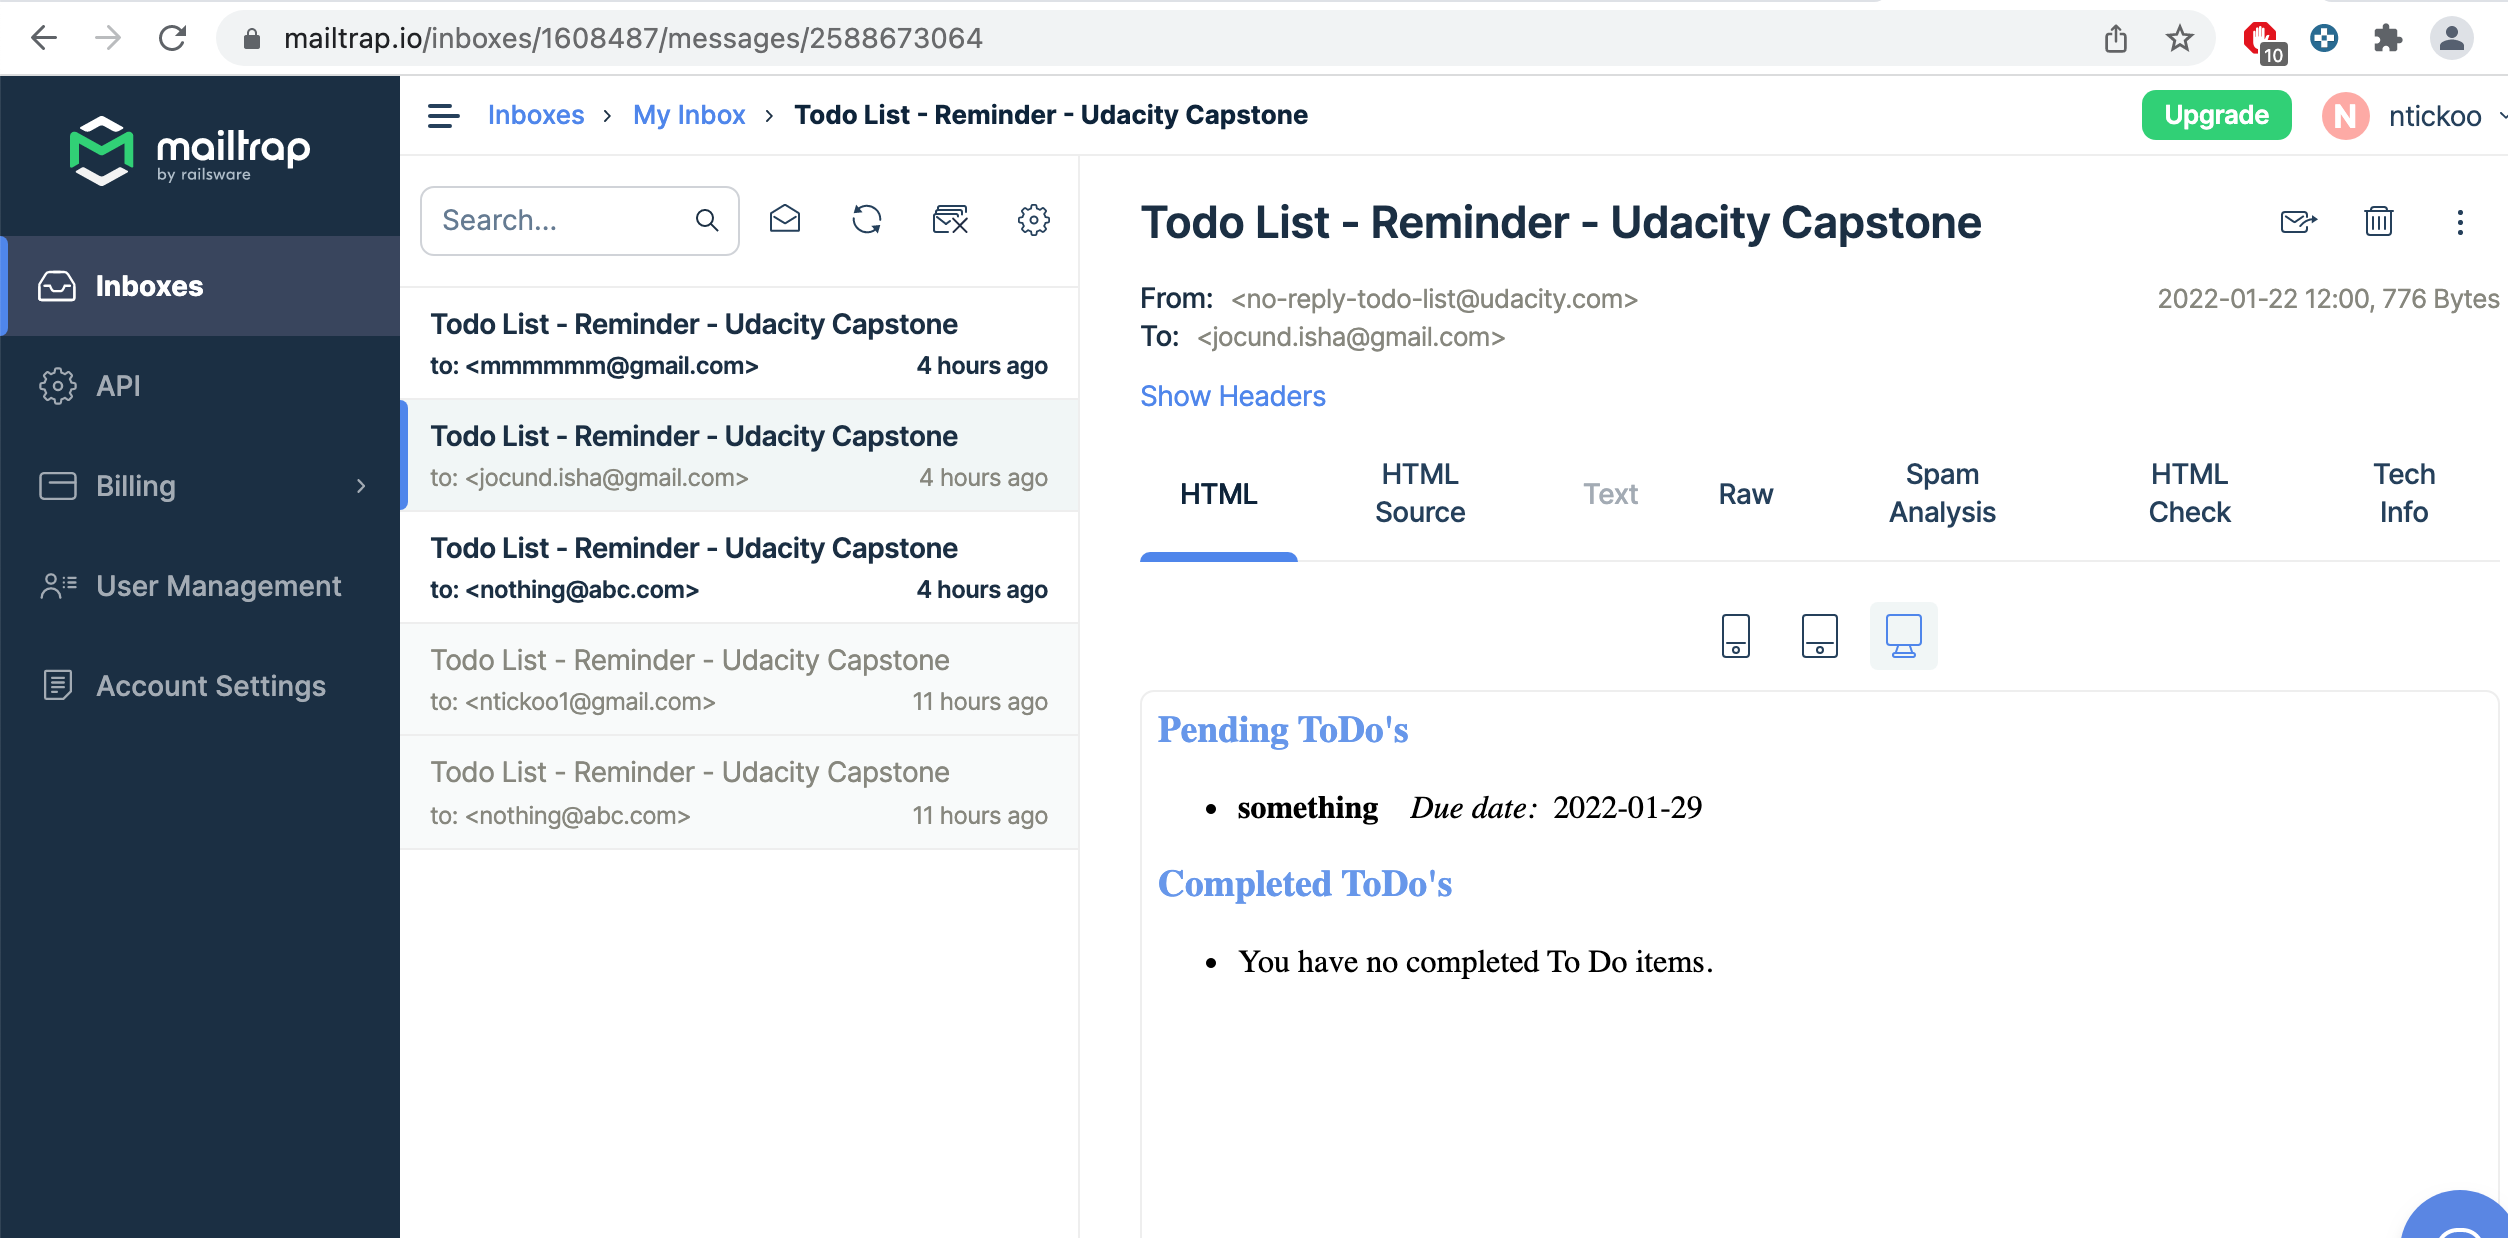 mailtrap.io/inboxes/1608487/messages/2588673064
10
mailtrap
by railsware
Inboxes
API
Billing
User Management
Account Settings
Inboxes › My Inbox › Todo List - Reminder - Udacity Capstone
Upgrade
N
ntickoo
Search...
Todo List - Reminder - Udacity Capstone
to: <mmmmmm@gmail.com> 4 hours ago
Todo List - Reminder - Udacity Capstone
to: <jocund.isha@gmail.com> 4 hours ago
Todo List - Reminder - Udacity Capstone
to: <nothing@abc.com> 4 hours ago
Todo List - Reminder - Udacity Capstone
to: <ntickoo1@gmail.com> 11 hours ago
Todo List - Reminder - Udacity Capstone
to: <nothing@abc.com> 11 hours ago
Todo List - Reminder - Udacity Capstone
From: <no-reply-todo-list@udacity.com>
2022-01-22 12:00, 776 Bytes
To: <jocund.isha@gmail.com>
Show Headers
HTML
HTML
Source
Text
Raw
Spam
Analysis
HTML
Check
Tech
Info
Pending ToDo's
• something Due date: 2022-01-29
Completed ToDo's
• You have no completed To Do items.